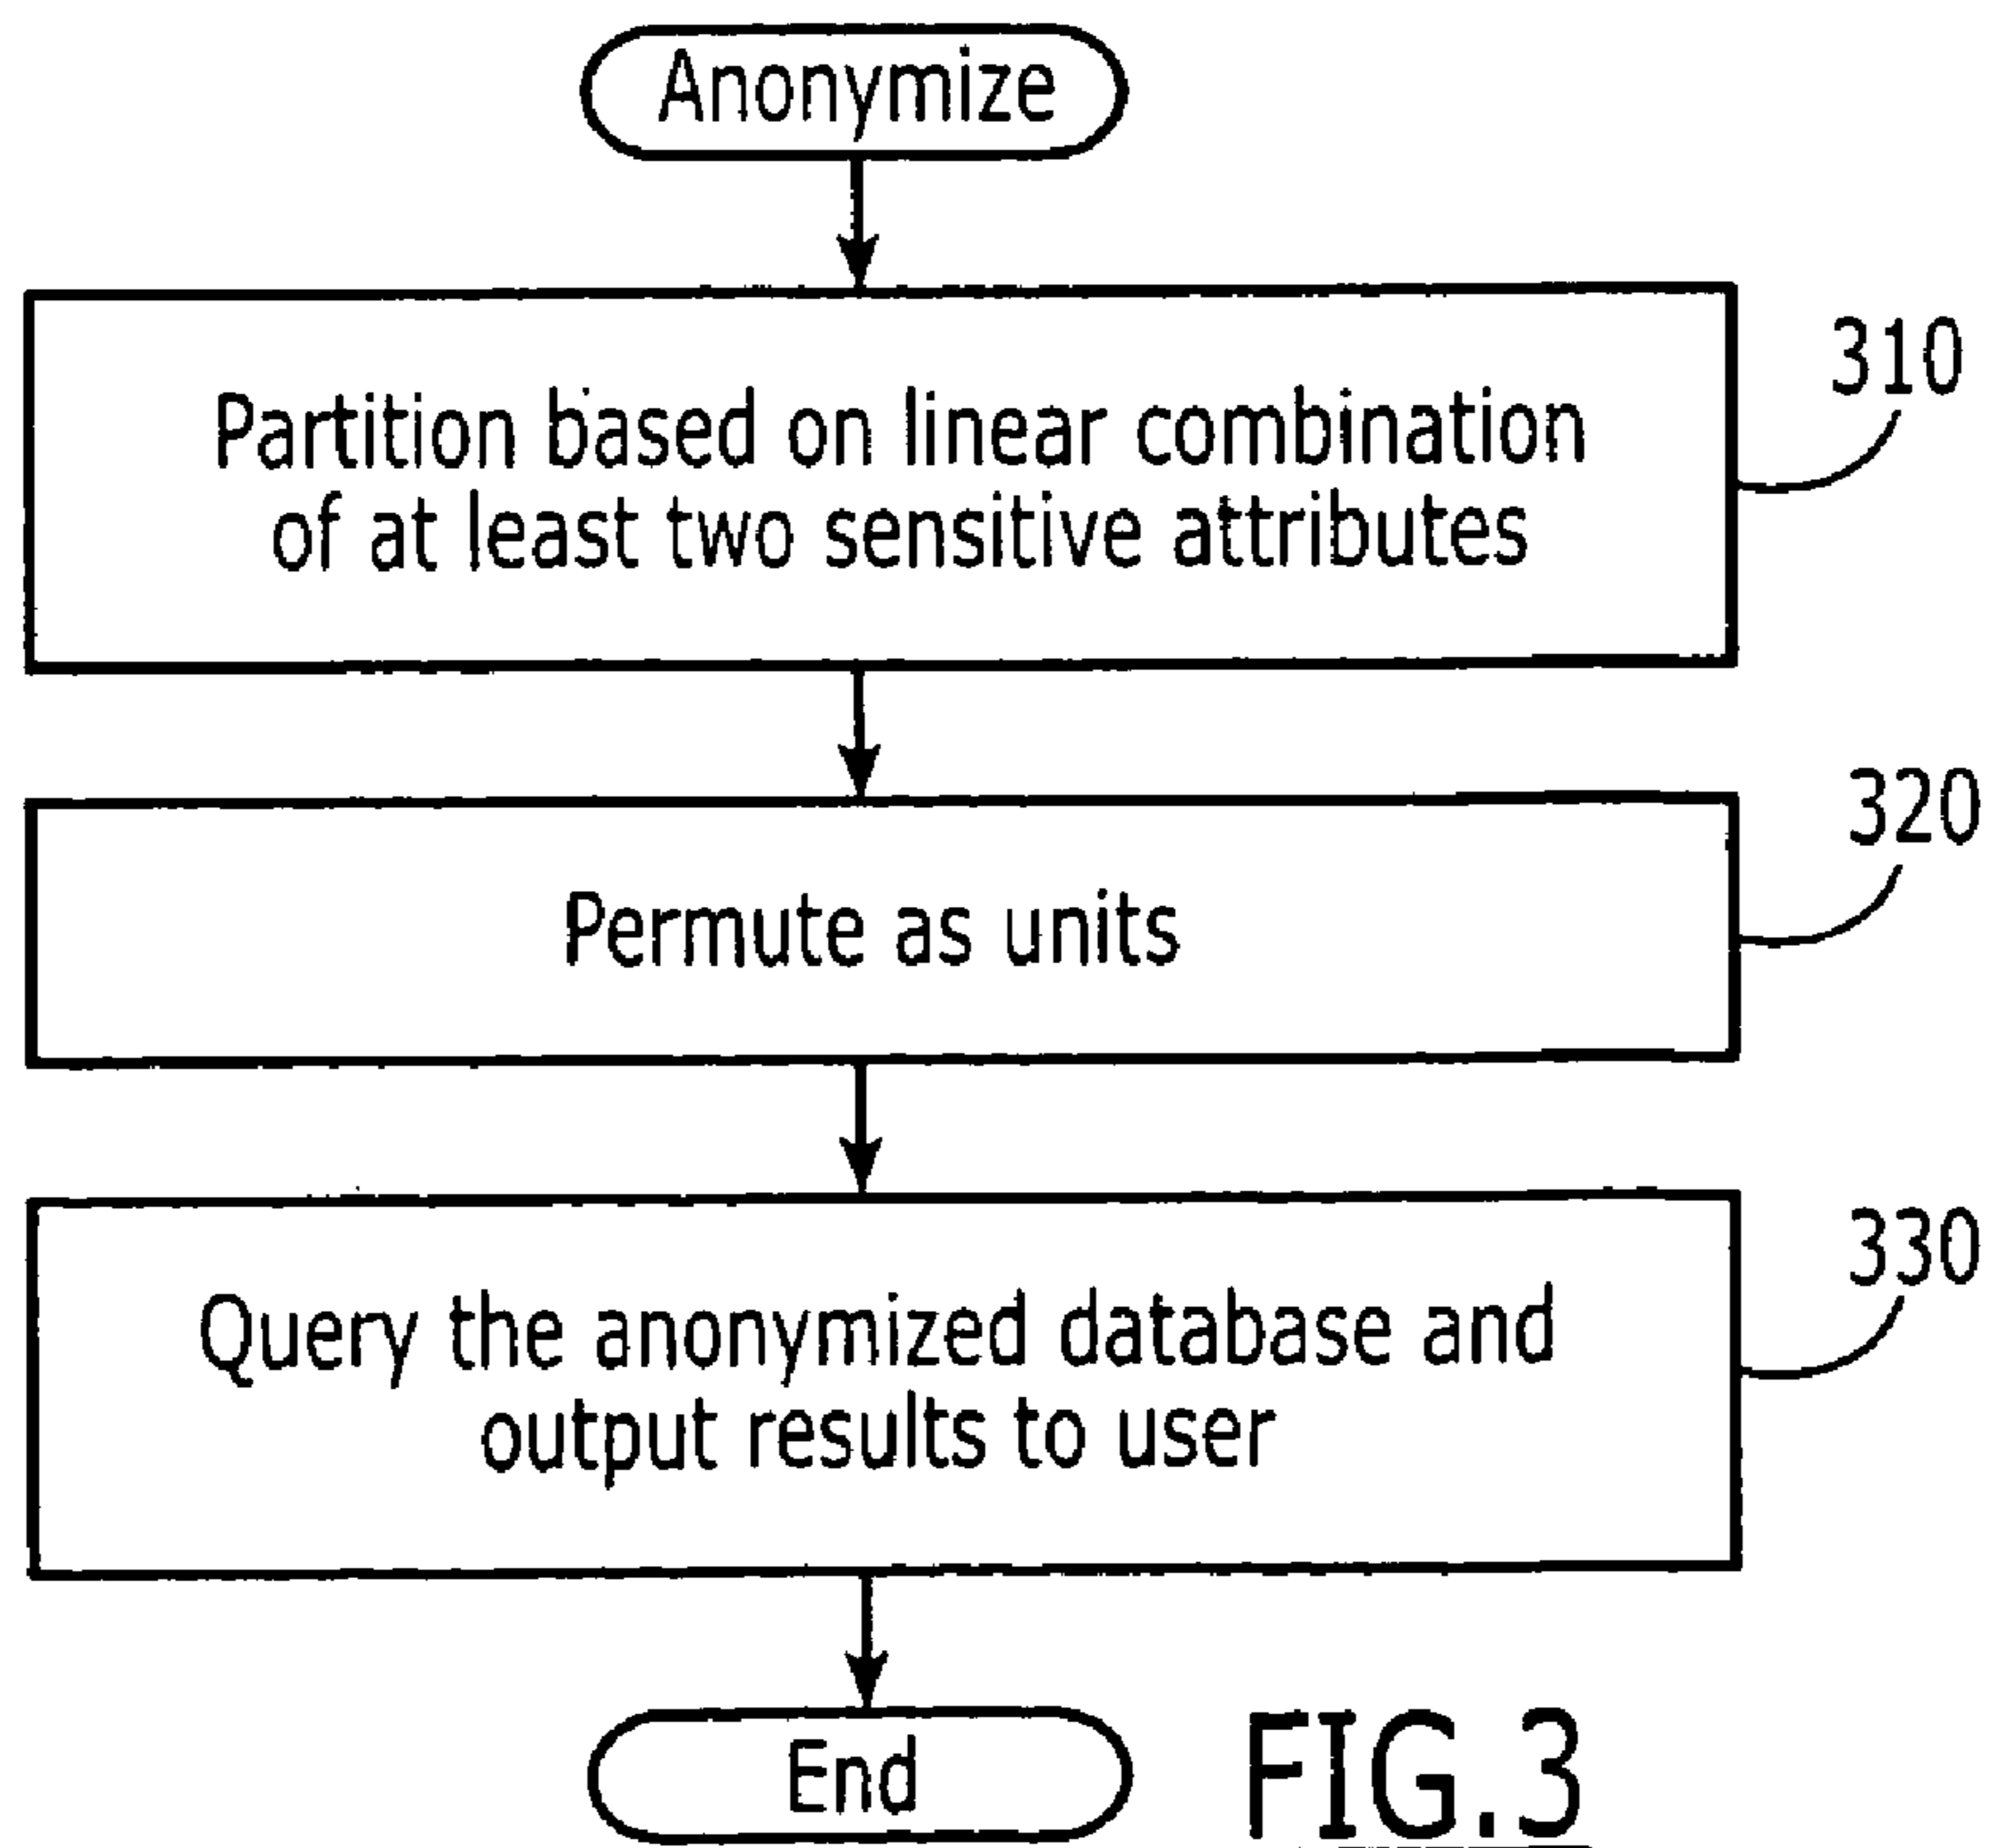 Anonymize
310
Partition based on linear combination
of at least two sensitive attributes
320
Permute as units
330
Query the anonymized database and
output results to user
End
FIG.3